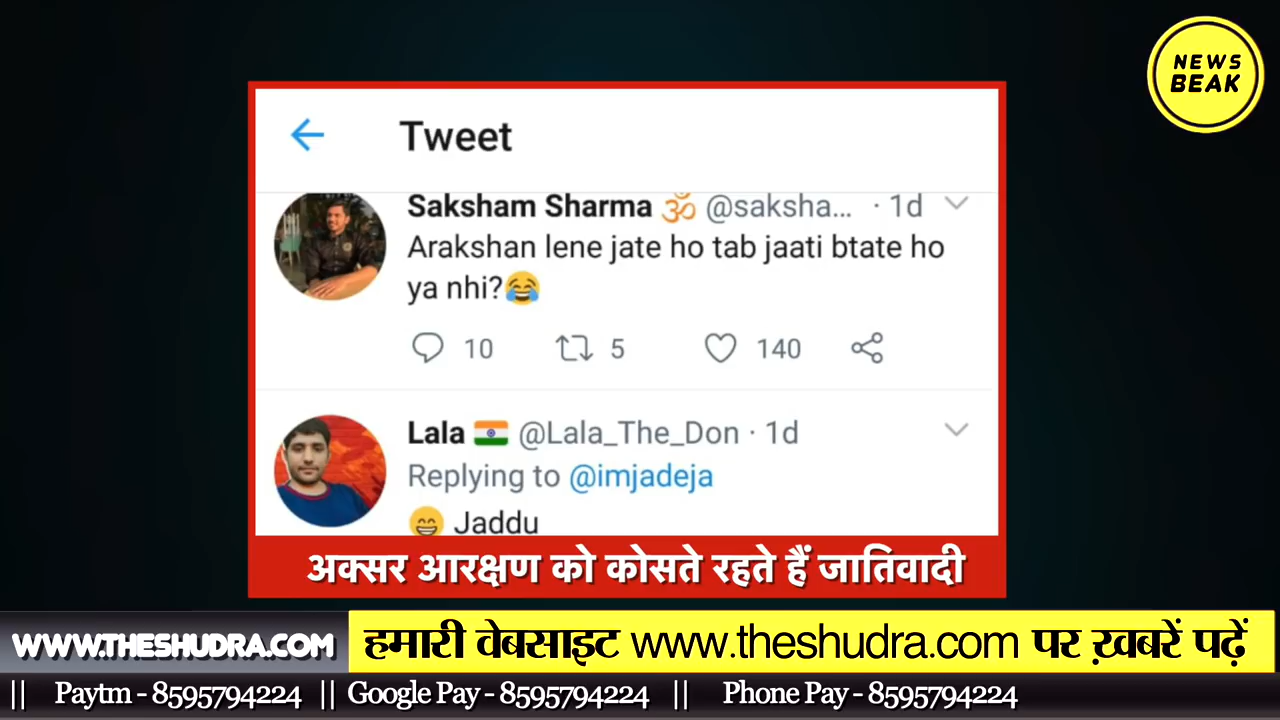 NEWS
BEAK
Tweet
Saksham Sharma 🕉 @saksha... · 1d
Arakshan lene jate ho tab jaati btate ho
ya nhi?😂
10 5 140
Lala 🇮🇳 @Lala_The_Don · 1d
Replying to @imjadeja
😄 Jaddu
अक्सर आरक्षण को कोसते रहते हैं जातिवादी
WWW.THESHUDRA.COM हमारी वेबसाइट www.theshudra.com पर ख़बरें पढ़ें
|| Paytm - 8595794224 || Google Pay - 8595794224 || Phone Pay - 8595794224